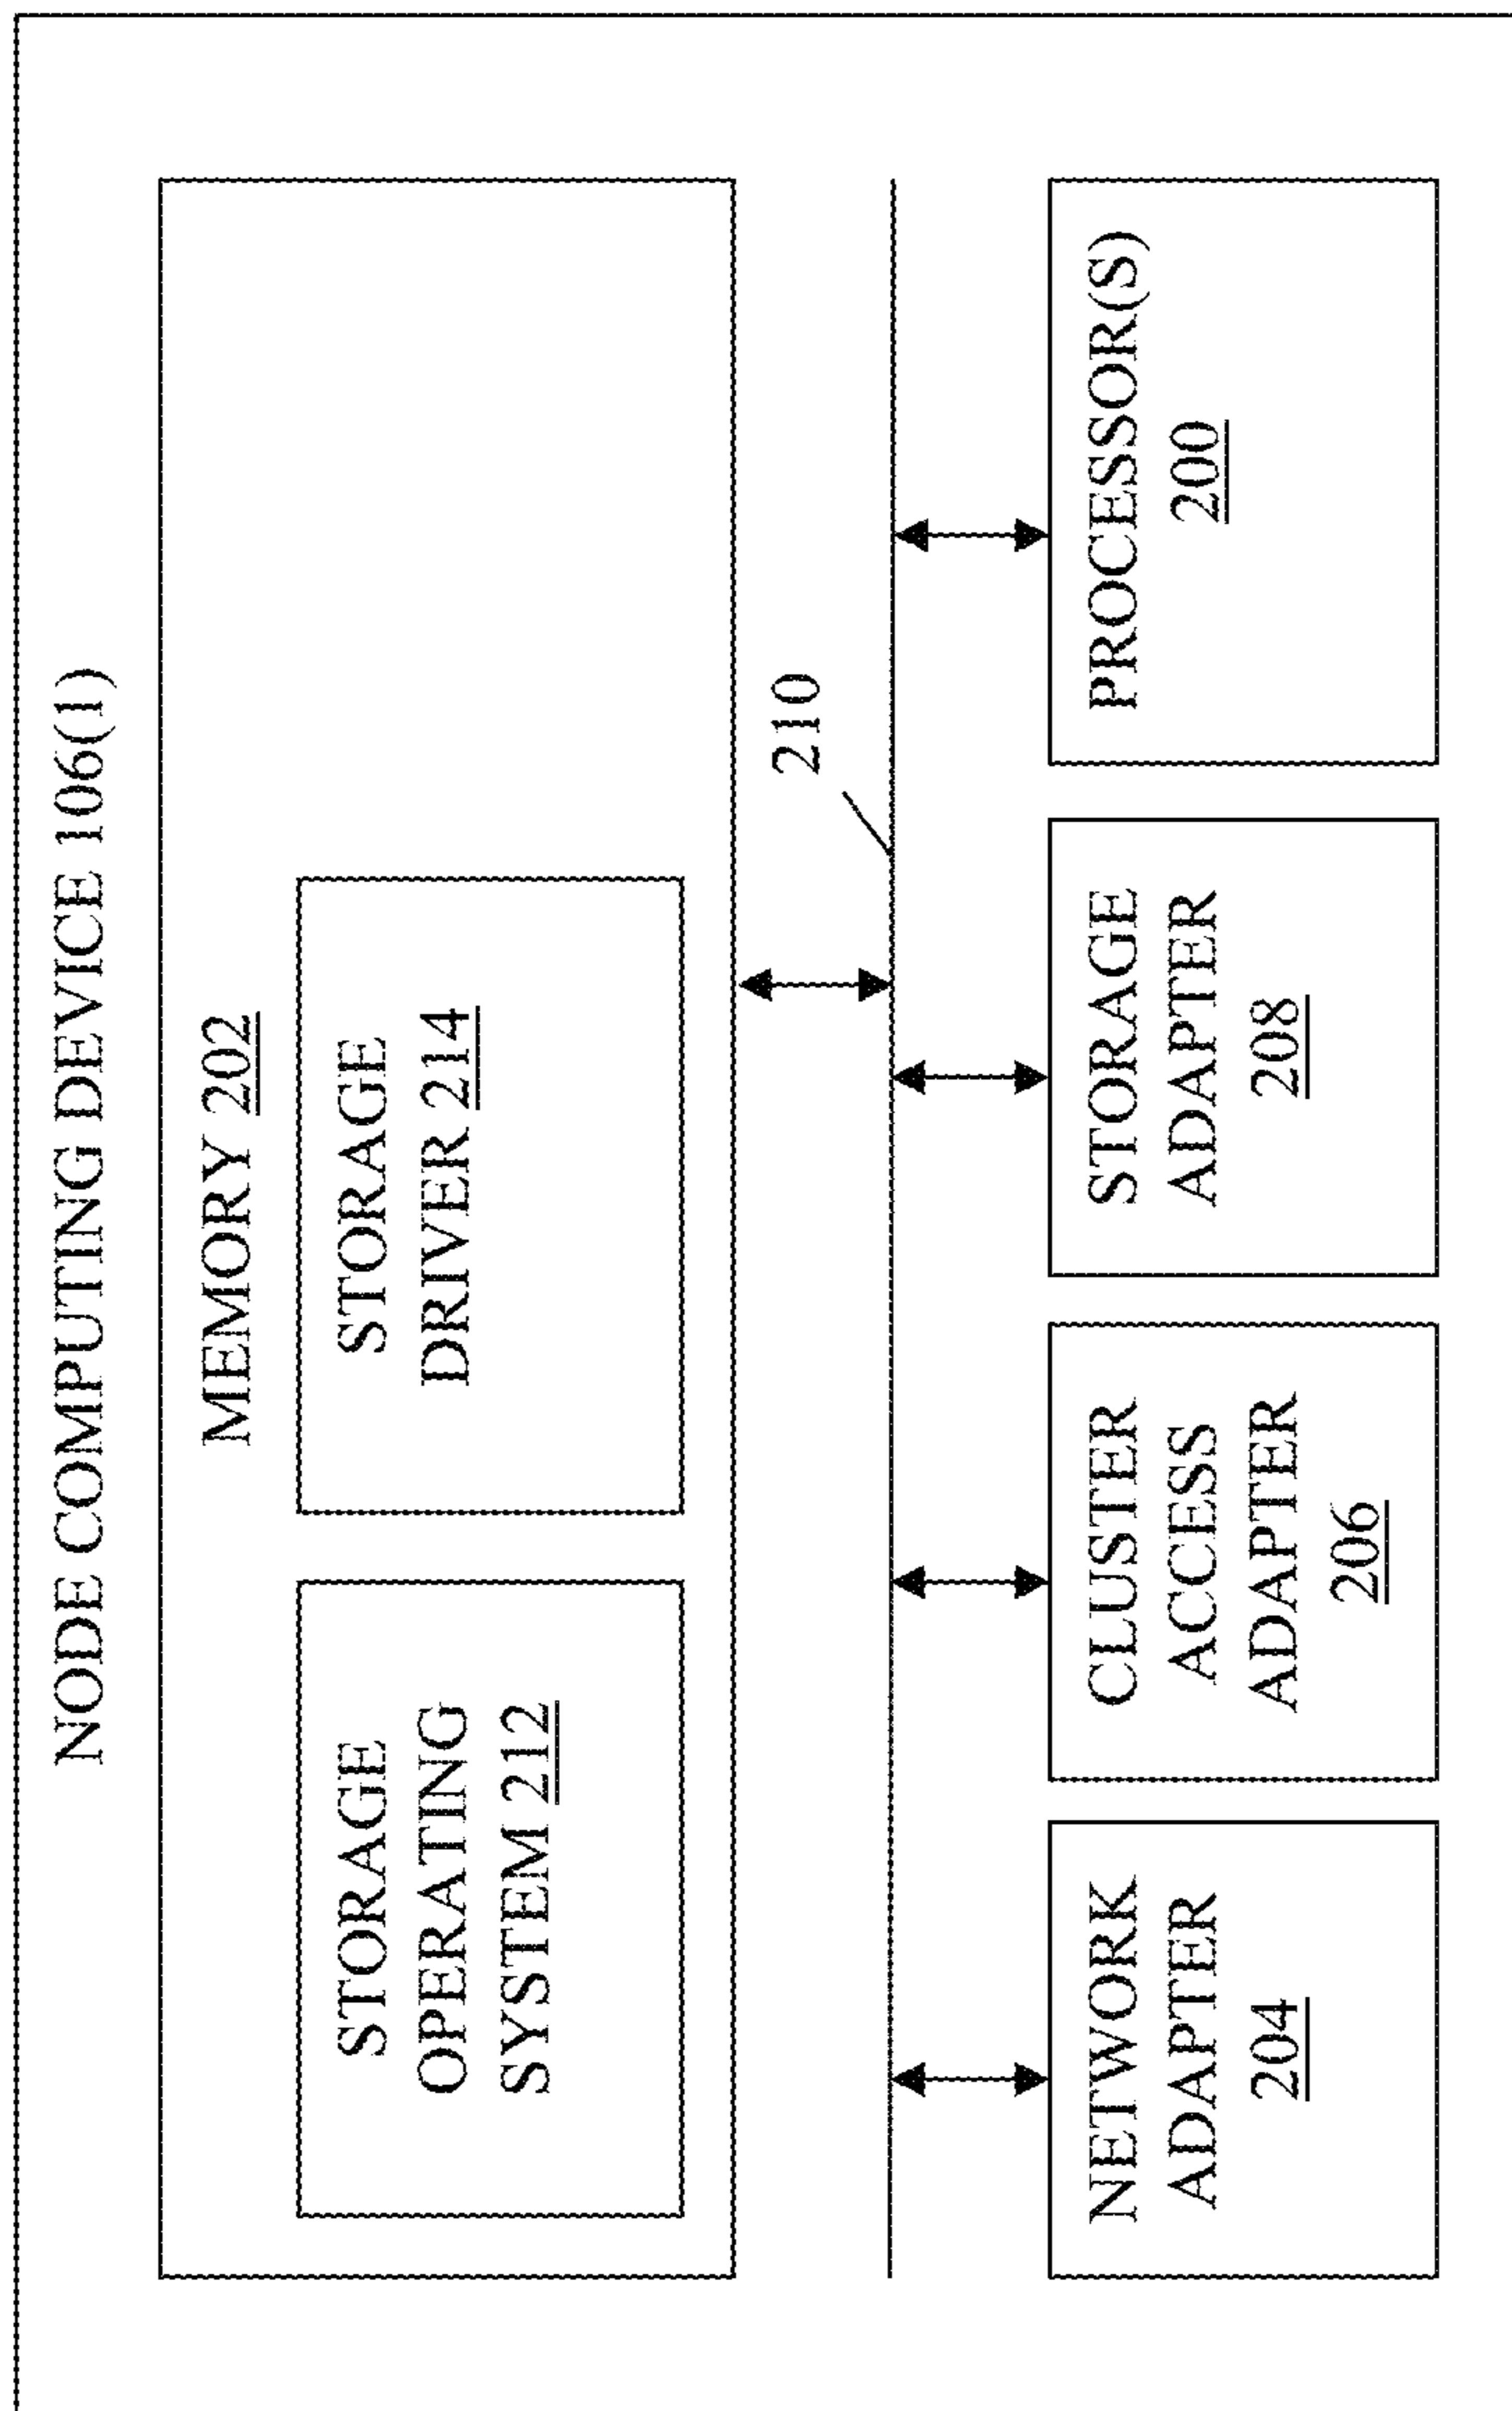 NODE COMPUTING DEVICE 106(1)
MEMORY 202
STORAGE
OPERATING
SYSTEM 212
STORAGE
DRIVER 214
210
NETWORK
ADAPTER
204
CLUSTER
ACCESS
ADAPTER
206
STORAGE
ADAPTER
208
PROCESSOR(S)
200